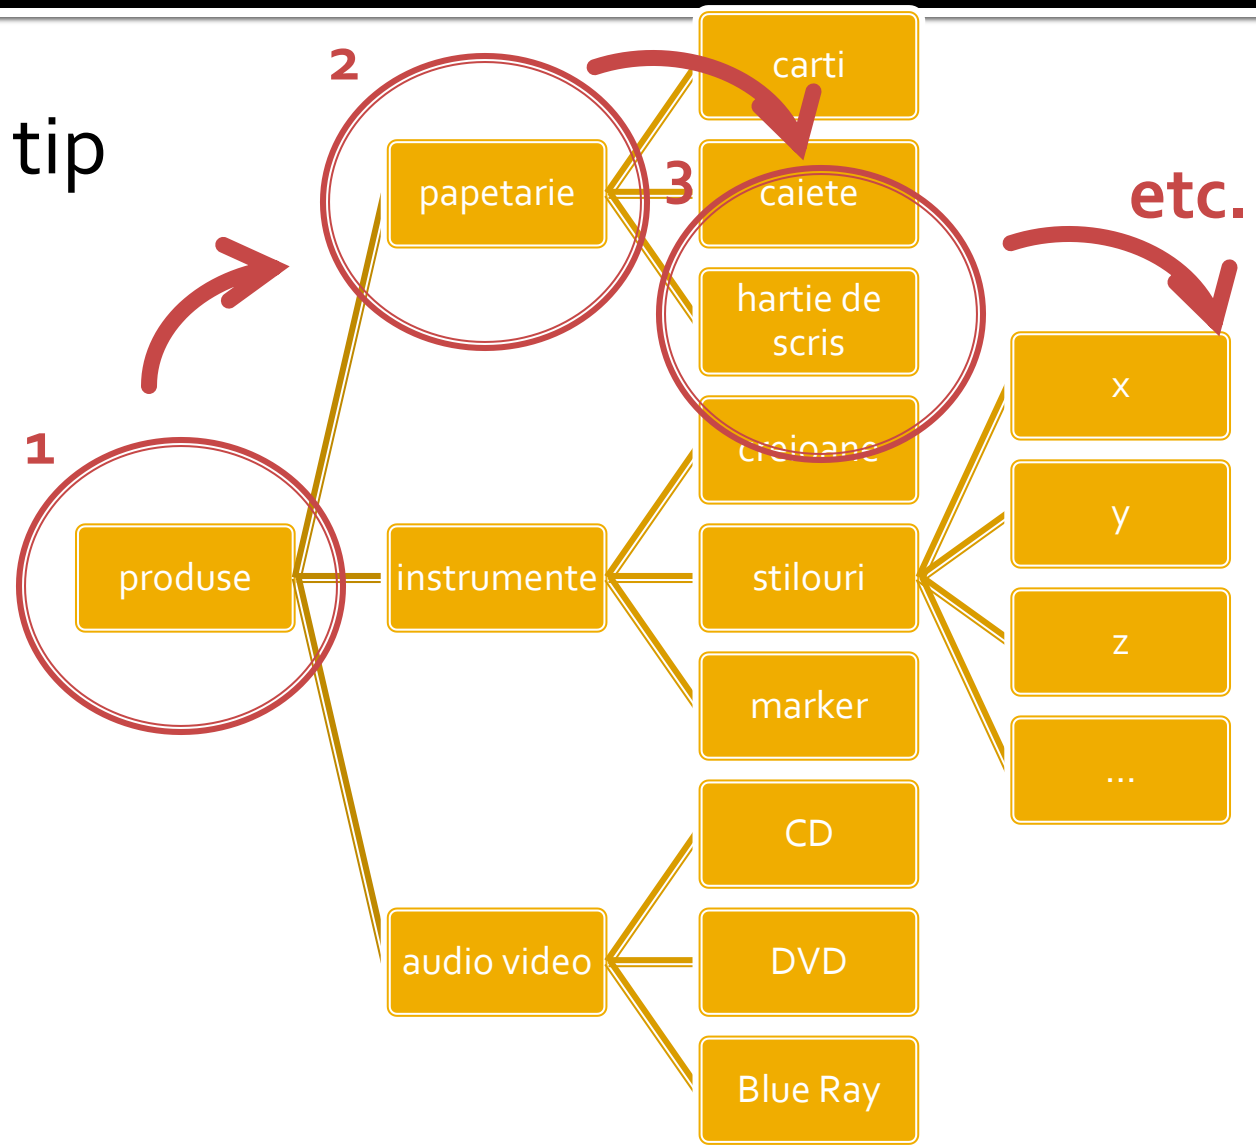 tip
1
produse
2
papetarie
instrumente
audio video
3
carti
caiete
hartie de
scris
creioane
stilouri
marker
CD
DVD
Blue Ray
etc.
x
y
z
...